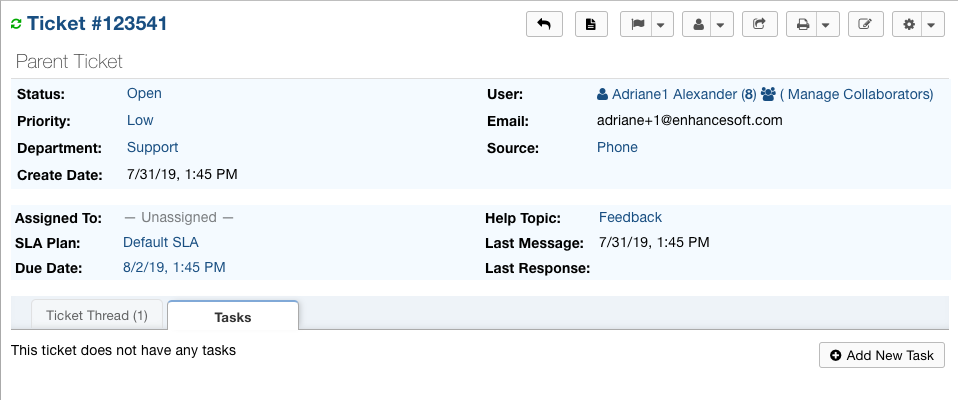 Ticket #123541
Parent Ticket
Status: Open
User: Adriane1 Alexander (8) ( Manage Collaborators)
Priority: Low
Email: adriane+1@enhancesoft.com
Department: Support
Source: Phone
Create Date: 7/31/19, 1:45 PM
Assigned To: — Unassigned —
Help Topic: Feedback
SLA Plan: Default SLA
Last Message: 7/31/19, 1:45 PM
Due Date: 8/2/19, 1:45 PM
Last Response:
Ticket Thread (1) Tasks
This ticket does not have any tasks
Add New Task